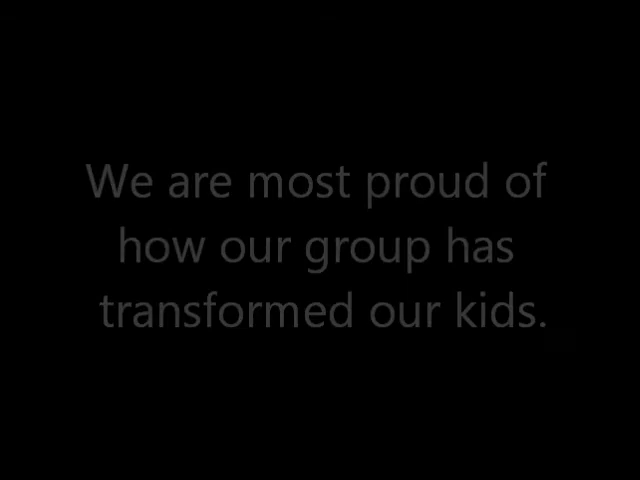 We are most proud of
how our group has
transformed our kids.